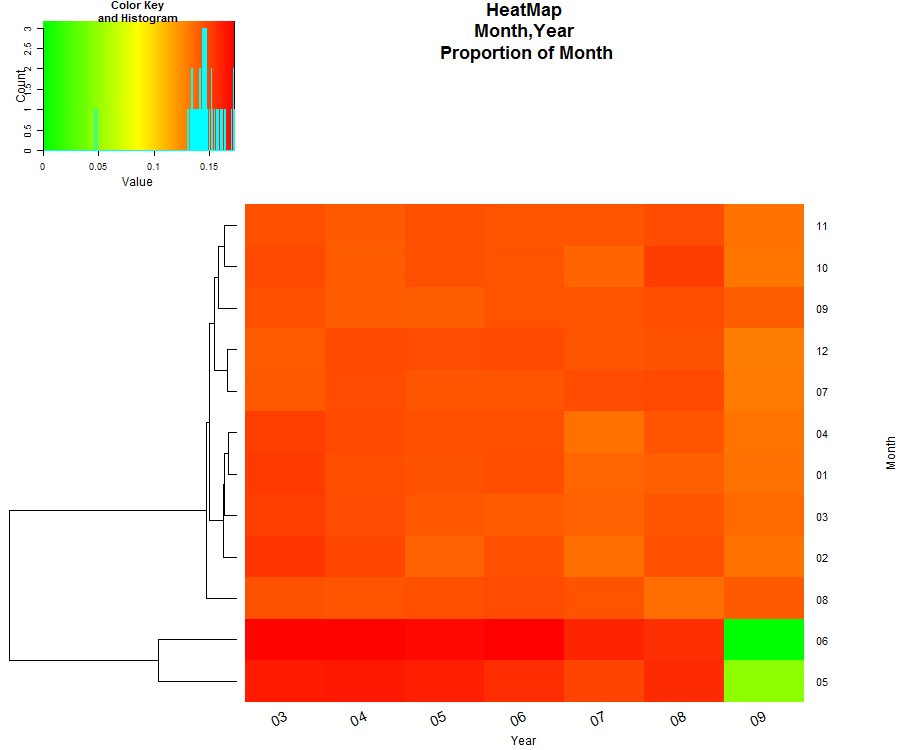 Color Key
and Histogram
HeatMap
Month,Year
Proportion of Month
Count
0 0.5 1 1.5 2 2.5 3
0 0.05 0.1 0.15
Value
11
10
09
12
07
04
01
03
02
08
06
05
Month
03 04 05 06 07 08 09
Year